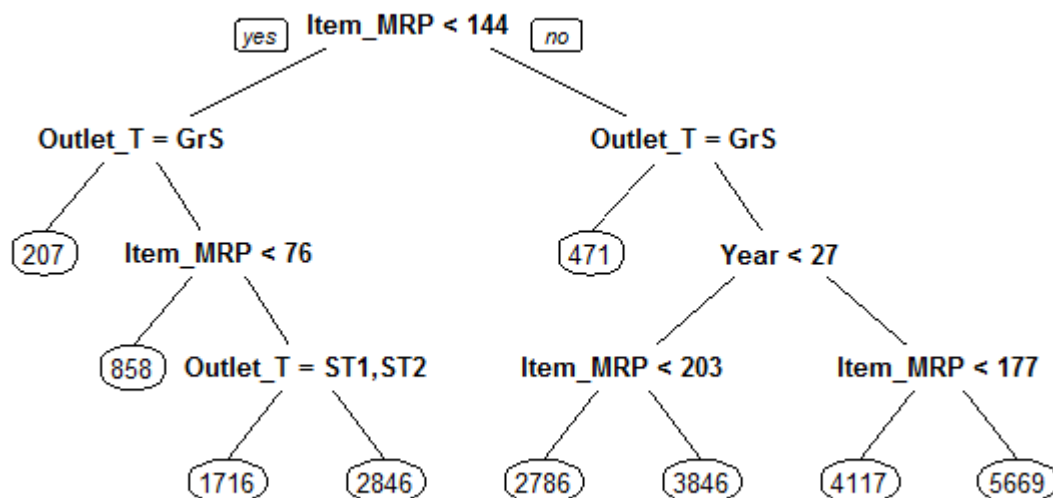 Item_MRP < 144
yes
no
Outlet_T = GrS
Outlet_T = GrS
207
Item_MRP < 76
471
Year < 27
858
Outlet_T = ST1,ST2
Item_MRP < 203
Item_MRP < 177
1716
2846
2786
3846
4117
5669